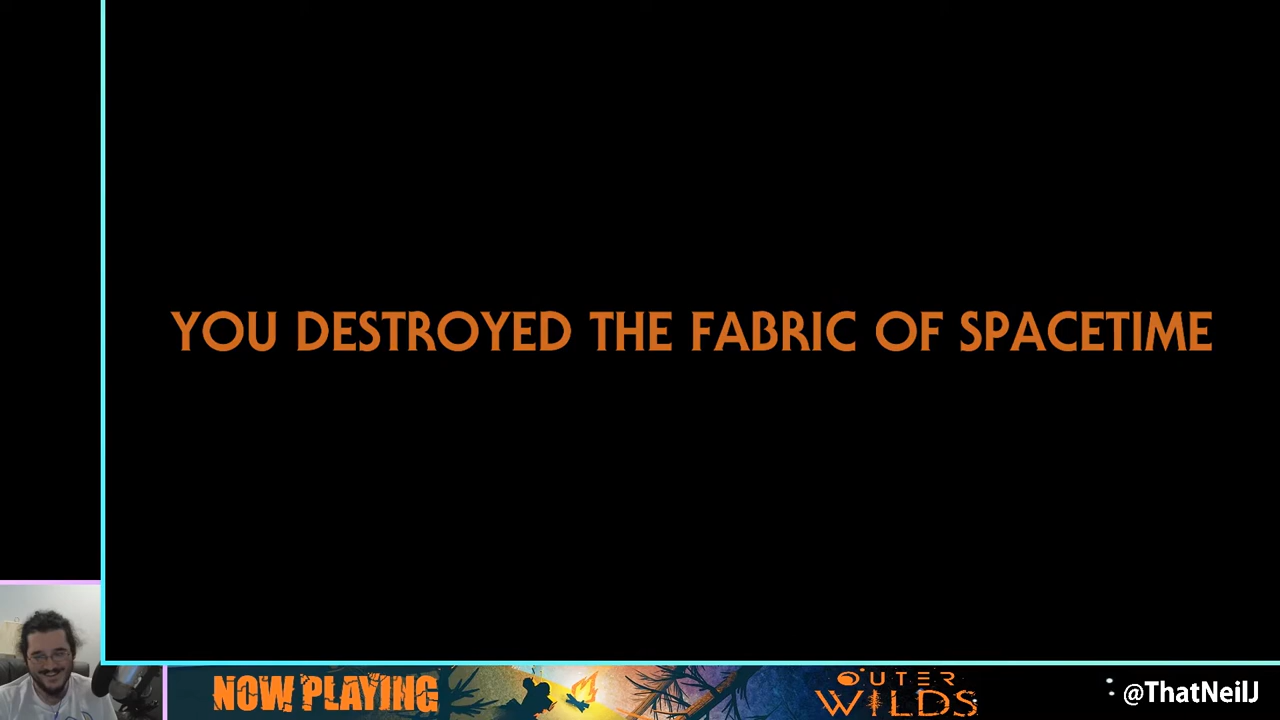 YOU DESTROYED THE FABRIC OF SPACETIME
NOW PLAYING
OUTER
WILDS
@ThatNeilJ